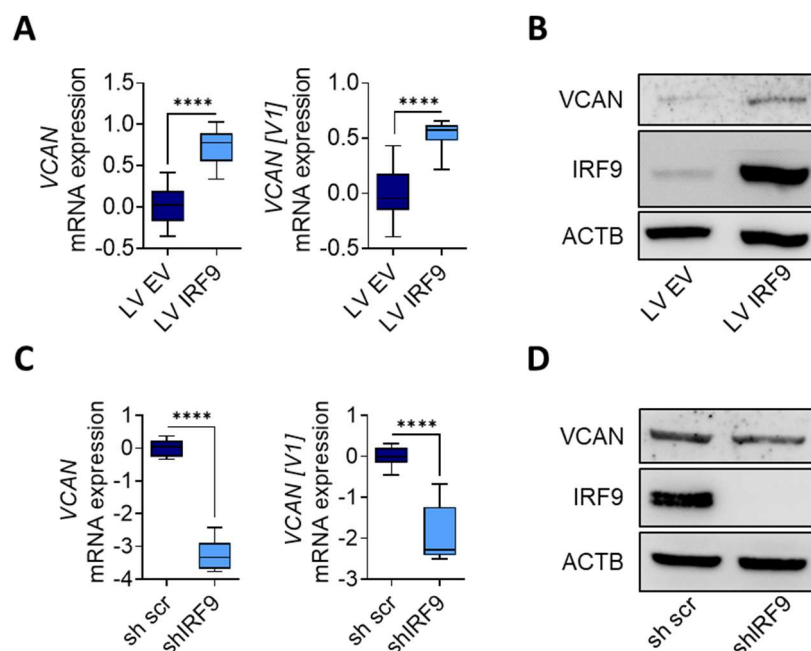 A
VCAN
mRNA expression
1.5
1.0
0.5
0.0
-0.5
****
LV EV
LV IRF9
VCAN [V1]
mRNA expression
1.0
0.5
0.0
-0.5
****
LV EV
LV IRF9
B
VCAN
IRF9
ACTB
LV EV
LV IRF9
C
VCAN
mRNA expression
1
0
-1
-2
-3
-4
****
sh scr
shIRF9
VCAN [V1]
mRNA expression
1
0
-1
-2
-3
****
sh scr
shIRF9
D
VCAN
IRF9
ACTB
sh scr
shIRF9